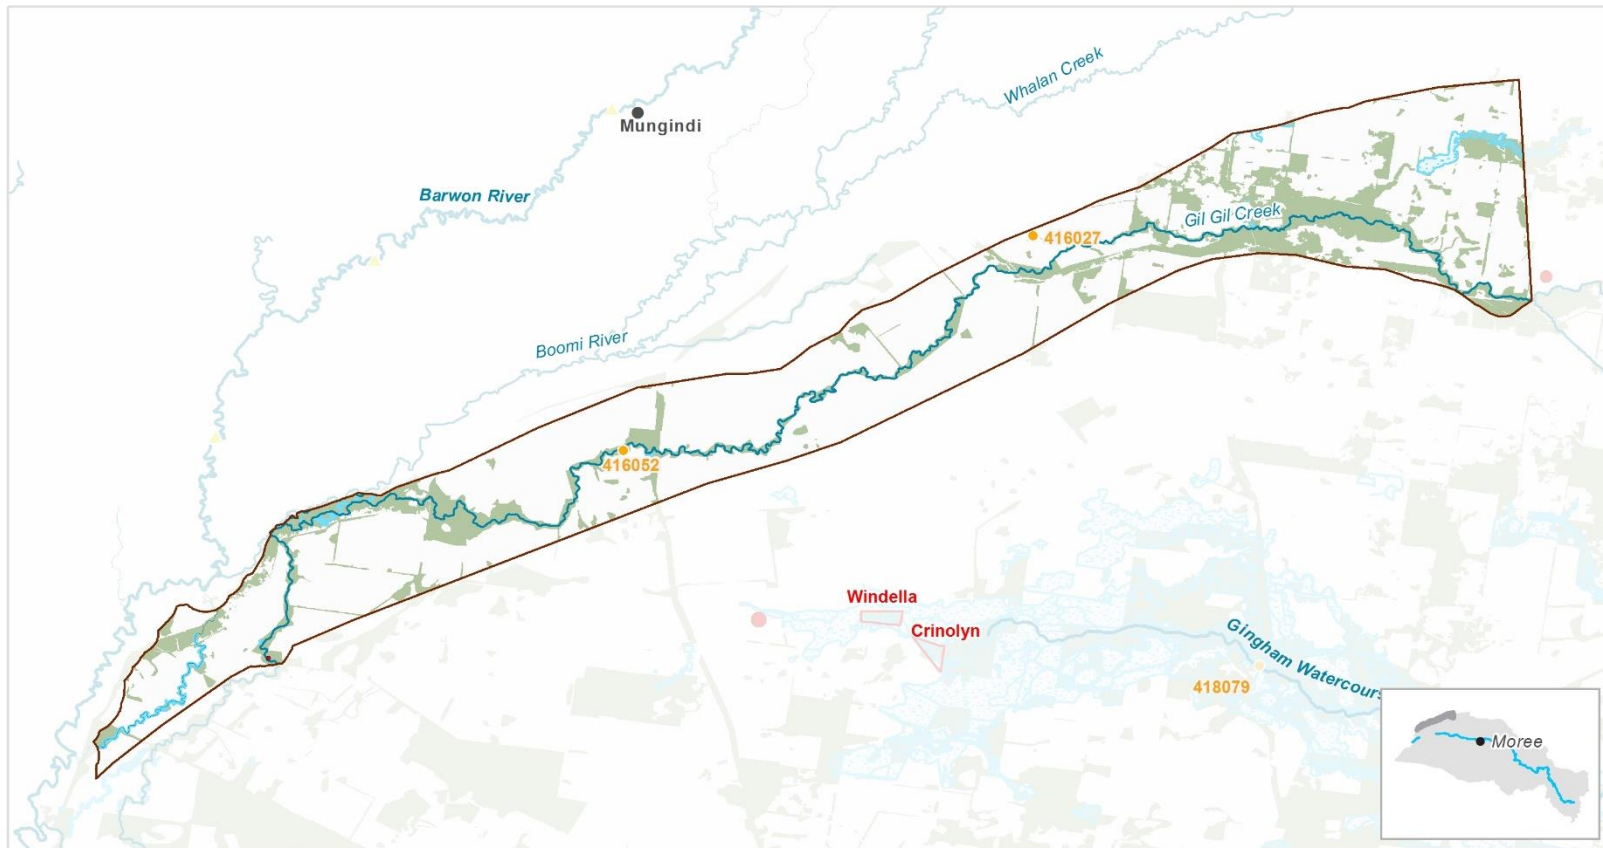 Whalan Creek
Mungindi
Barwon River
Gil Gil Creek
416027
Boomi River
416052
Windella
Crinolyn
Gingham Watercours
418079
Moree